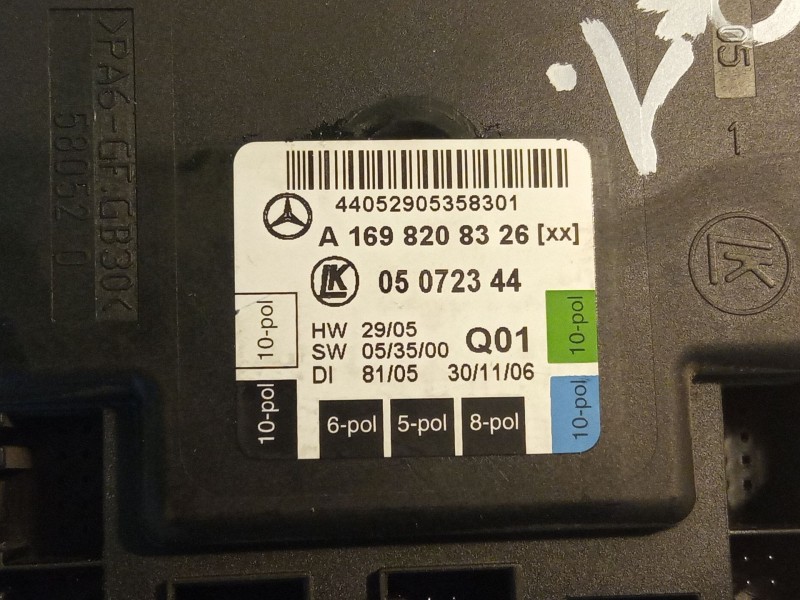 >PA6-GF.GB30<
58052 0
05
1
44052905358301
A 169 820 83 26 [xx]
LK 05 0723 44
LK
HW 29/05
SW 05/35/00
Q01
DI 81/05 30/11/06
10-pol
10-pol
10-pol
10-pol
6-pol
5-pol
8-pol